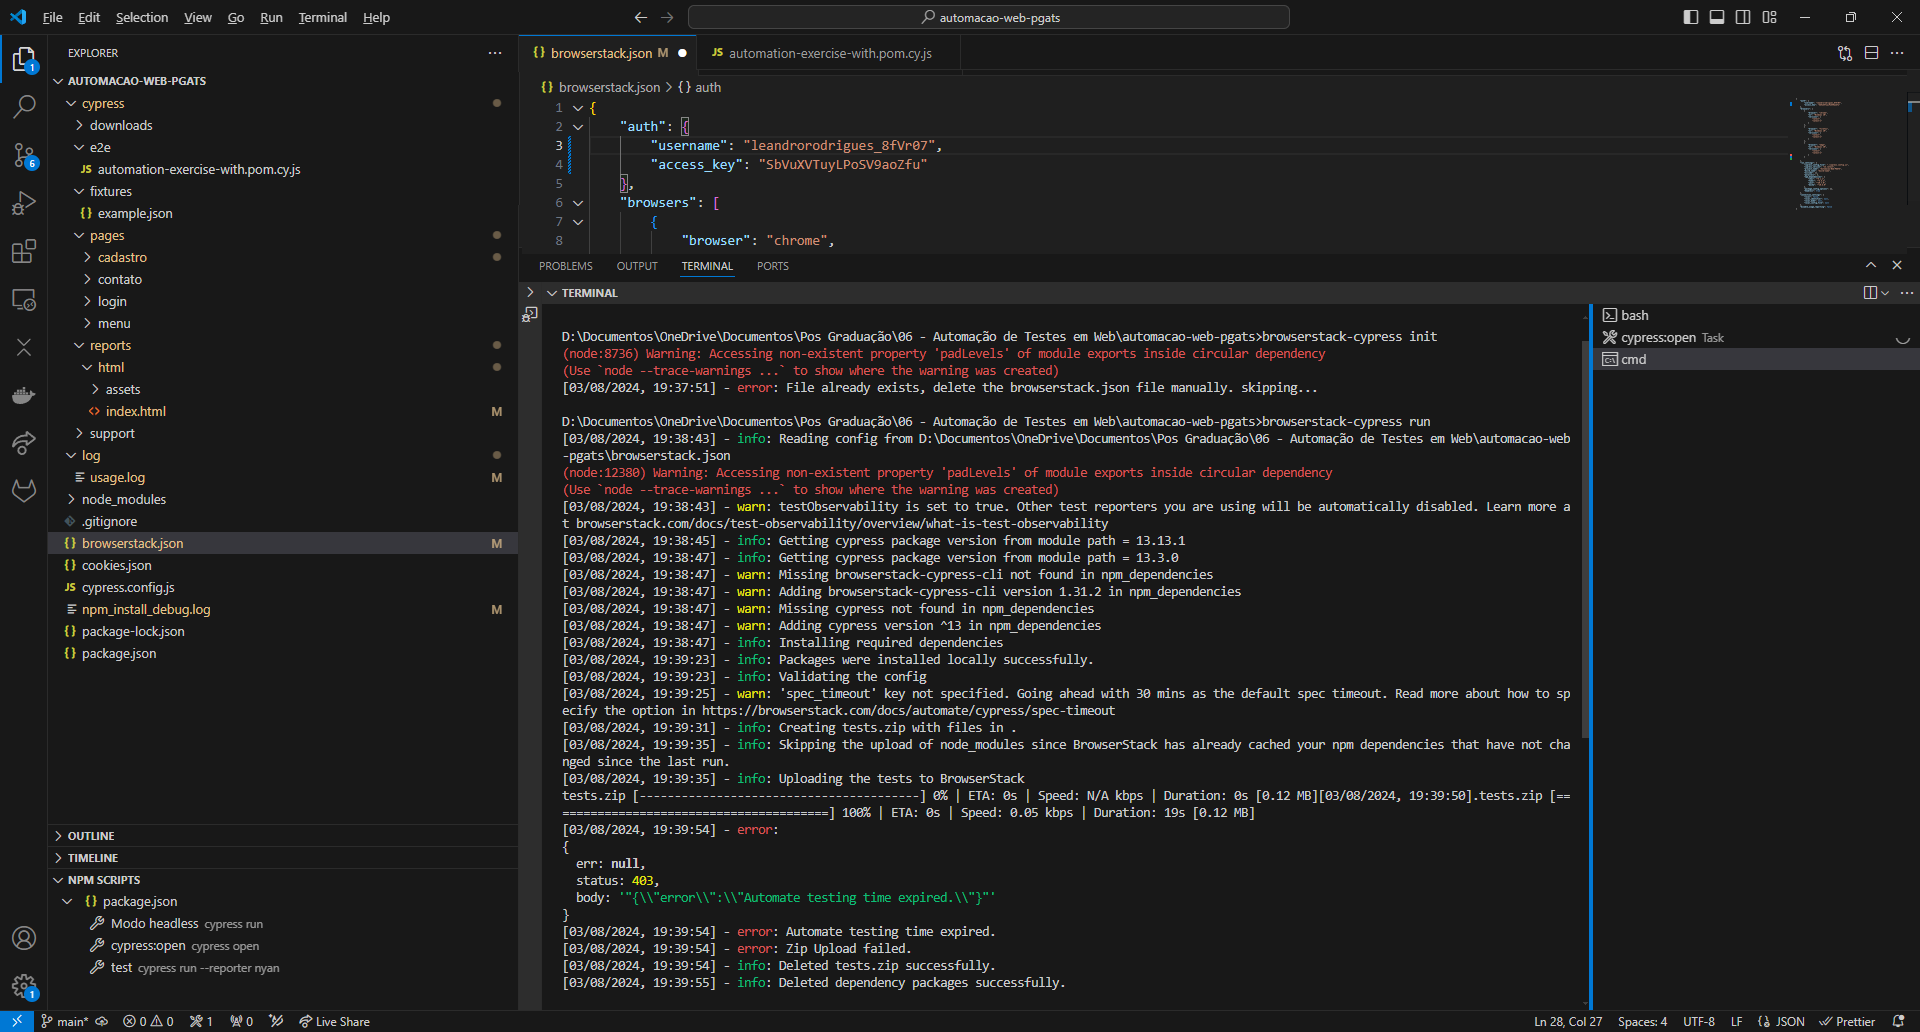 File Edit Selection View Go Run Terminal Help
automacao-web-pgats
EXPLORER
AUTOMACAO-WEB-PGATS
cypress
downloads
e2e
JS automation-exercise-with.pom.cy.js
fixtures
{} example.json
pages
cadastro
contato
login
menu
reports
html
assets
<> index.html M
support
log
usage.log M
node_modules
.gitignore
{} browserstack.json M
{} cookies.json
JS cypress.config.js
npm_install_debug.log M
{} package-lock.json
{} package.json
OUTLINE
TIMELINE
NPM SCRIPTS
{} package.json
Modo headless cypress run
cypress:open cypress open
test cypress run --reporter nyan
1
6
1
{} browserstack.json M
JS automation-exercise-with.pom.cy.js
{} browserstack.json > {} auth
1 {
2 "auth": {
3 "username": "leandrorodrigues_8fVr07",
4 "access_key": "SbVuXVTuyLPoSV9aoZfu"
5 },
6 "browsers": [
7 {
8 "browser": "chrome",
PROBLEMS OUTPUT TERMINAL PORTS
TERMINAL
D:\Documentos\OneDrive\Documentos\Pos Graduação\06 - Automação de Testes em Web\automacao-web-pgats>browserstack-cypress init
(node:8736) Warning: Accessing non-existent property 'padLevels' of module exports inside circular dependency
(Use `node --trace-warnings ...` to show where the warning was created)
[03/08/2024, 19:37:51] - error: File already exists, delete the browserstack.json file manually. skipping...
D:\Documentos\OneDrive\Documentos\Pos Graduação\06 - Automação de Testes em Web\automacao-web-pgats>browserstack-cypress run
[03/08/2024, 19:38:43] - info: Reading config from D:\Documentos\OneDrive\Documentos\Pos Graduação\06 - Automação de Testes em Web\automacao-web
-pgats\browserstack.json
(node:12380) Warning: Accessing non-existent property 'padLevels' of module exports inside circular dependency
(Use `node --trace-warnings ...` to show where the warning was created)
[03/08/2024, 19:38:43] - warn: testObservability is set to true. Other test reporters you are using will be automatically disabled. Learn more a
t browserstack.com/docs/test-observability/overview/what-is-test-observability
[03/08/2024, 19:38:45] - info: Getting cypress package version from module path = 13.13.1
[03/08/2024, 19:38:47] - info: Getting cypress package version from module path = 13.3.0
[03/08/2024, 19:38:47] - warn: Missing browserstack-cypress-cli not found in npm_dependencies
[03/08/2024, 19:38:47] - warn: Adding browserstack-cypress-cli version 1.31.2 in npm_dependencies
[03/08/2024, 19:38:47] - warn: Missing cypress not found in npm_dependencies
[03/08/2024, 19:38:47] - warn: Adding cypress version ^13 in npm_dependencies
[03/08/2024, 19:38:47] - info: Installing required dependencies
[03/08/2024, 19:39:23] - info: Packages were installed locally successfully.
[03/08/2024, 19:39:23] - info: Validating the config
[03/08/2024, 19:39:25] - warn: 'spec_timeout' key not specified. Going ahead with 30 mins as the default spec timeout. Read more about how to sp
ecify the option in https://browserstack.com/docs/automate/cypress/spec-timeout
[03/08/2024, 19:39:31] - info: Creating tests.zip with files in .
[03/08/2024, 19:39:35] - info: Skipping the upload of node_modules since BrowserStack has already cached your npm dependencies that have not cha
nged since the last run.
[03/08/2024, 19:39:35] - info: Uploading the tests to BrowserStack
tests.zip [----------------------------------------] 0% | ETA: 0s | Speed: N/A kbps | Duration: 0s [0.12 MB][03/08/2024, 19:39:50].tests.zip [==
======================================] 100% | ETA: 0s | Speed: 0.05 kbps | Duration: 19s [0.12 MB]
[03/08/2024, 19:39:54] - error:
{
err: null,
status: 403,
body: '"{\\"error\\":\\"Automate testing time expired.\\"}"'
}
[03/08/2024, 19:39:54] - error: Automate testing time expired.
[03/08/2024, 19:39:54] - error: Zip Upload failed.
[03/08/2024, 19:39:54] - info: Deleted tests.zip successfully.
[03/08/2024, 19:39:55] - info: Deleted dependency packages successfully.
bash
cypress:open Task
cmd
main* 0 0 1 0 Live Share
Ln 28, Col 27 Spaces: 4 UTF-8 LF {} JSON Prettier